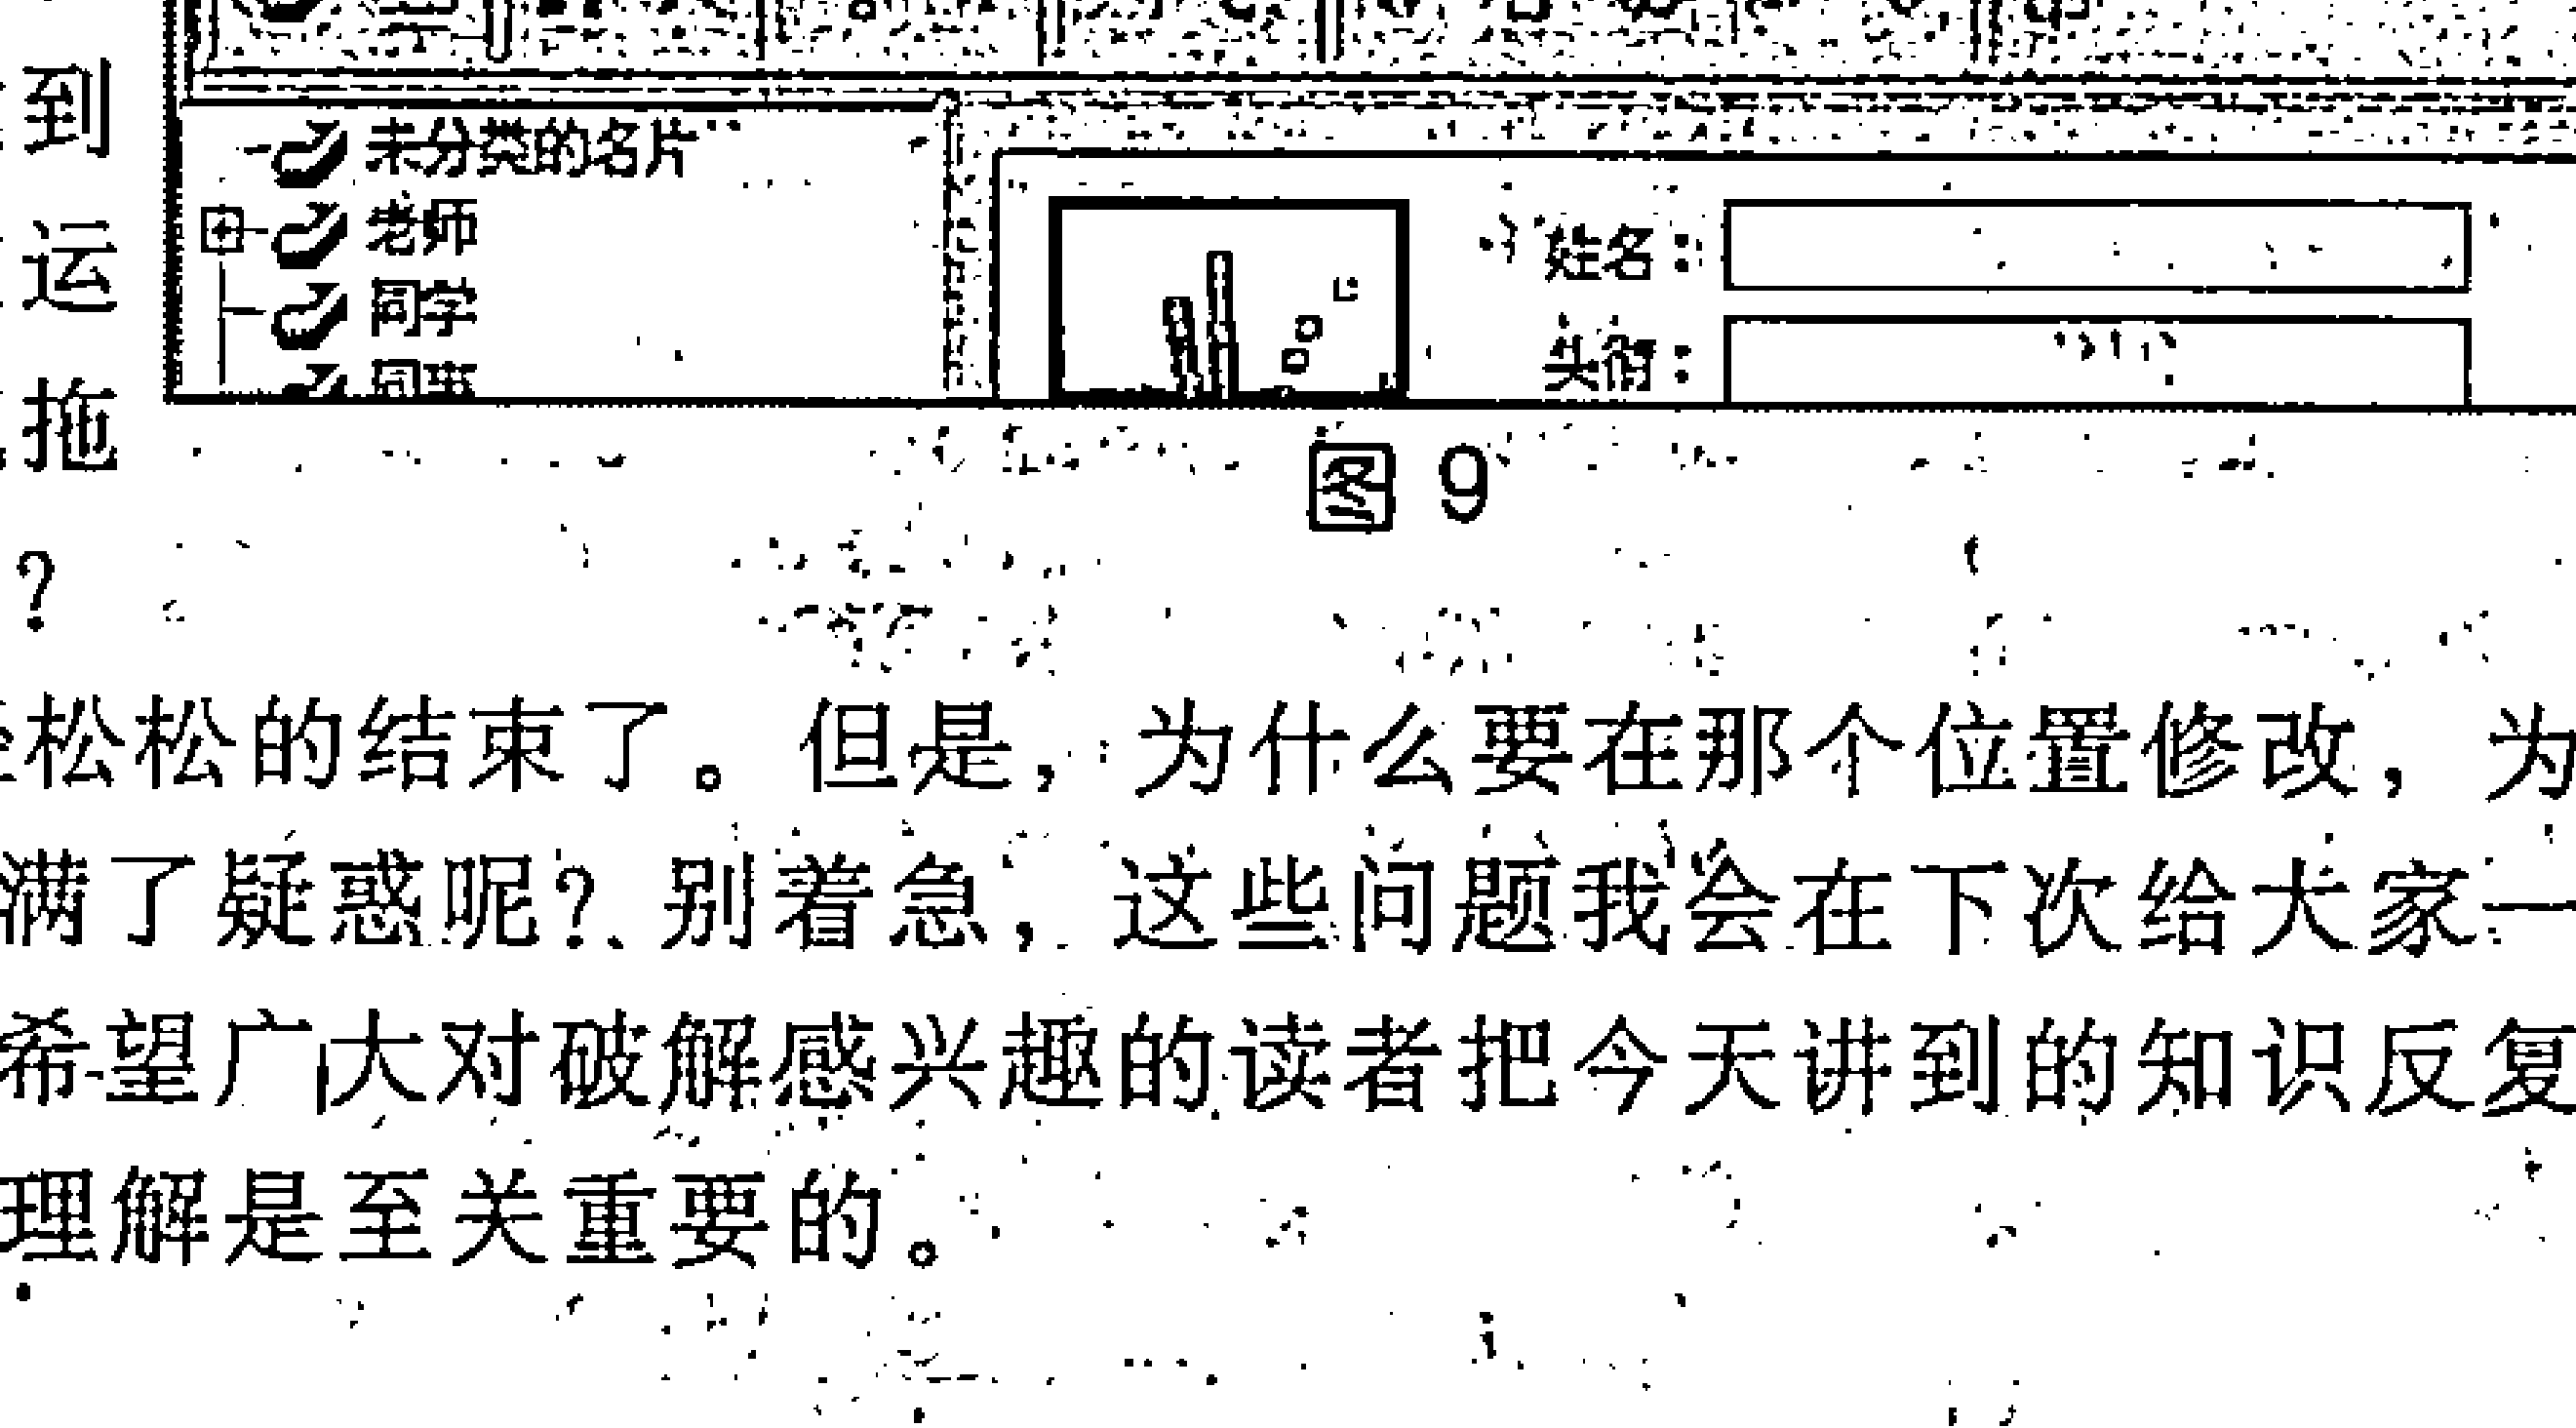 到
未分类的名片
老师
运
姓名：
同学
头衔：
同事
拖
图 9
？
松松的结束了。但是，为什么要在那个位置修改，为
满了疑惑呢？别着急，这些问题我会在下次给大家一
希望广大对破解感兴趣的读者把今天讲到的知识反复
理解是至关重要的。